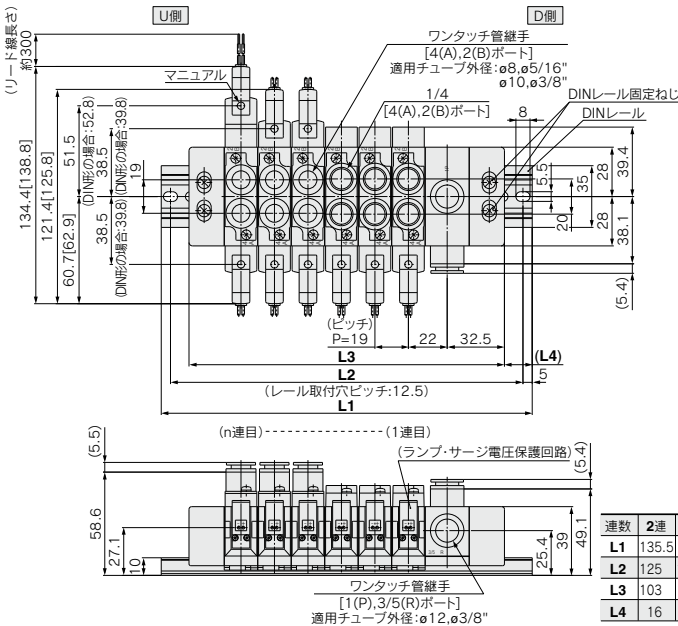 U側
D側
(リード線長さ)
約300
ワンタッチ管継手
[4(A),2(B)ポート]
適用チューブ外径:ø8,ø5/16"
ø10,ø3/8"
マニュアル
1/4
[4(A),2(B)ポート]
DINレール固定ねじ
DINレール
8
134.4[138.8]
121.4[125.8]
60.7[62.9]
51.5
(DIN形の場合:52.8)
38.5
(DIN形の場合:39.8)
19
38.5
(DIN形の場合:39.8)
5.5
20
35
28
28
39.4
38.1
(5.4)
(ピッチ)
P=19
22
32.5
L3
(L4)
L2
5
(レール取付穴ピッチ:12.5)
L1
(n連目)
(1連目)
(ランプ・サージ電圧保護回路)
(5.5)
58.6
27.1
10
(5.4)
25.4
39
49.1
3/5 R
ワンタッチ管継手
[1(P),3/5(R)ポート]
適用チューブ外径:ø12,ø3/8"
連数 2連
L1 135.5
L2 125
L3 103
L4 16